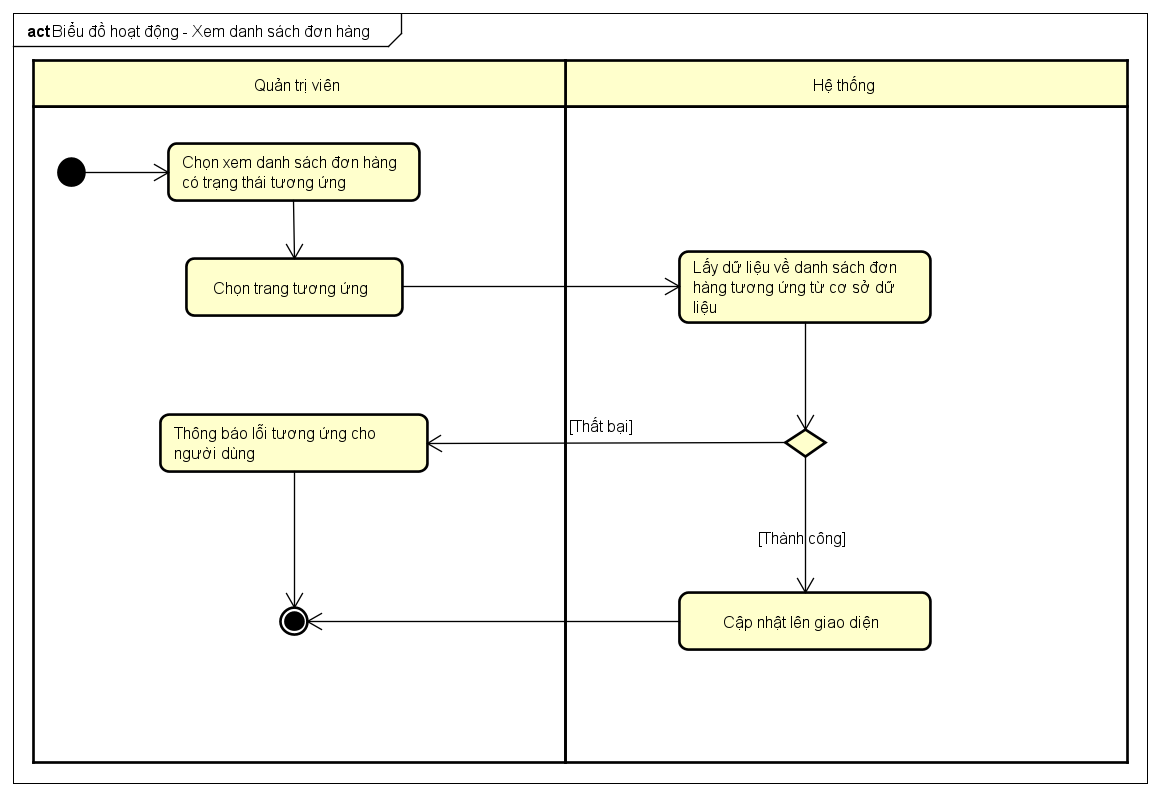 act Biểu đồ hoạt động - Xem danh sách đơn hàng
Quản trị viên
Hệ thống
Chọn xem danh sách đơn hàng
có trạng thái tương ứng
Chọn trang tương ứng
Lấy dữ liệu về danh sách đơn
hàng tương ứng từ cơ sở dữ
liệu
[Thất bại]
Thông báo lỗi tương ứng cho
người dùng
[Thành công]
Cập nhật lên giao diện